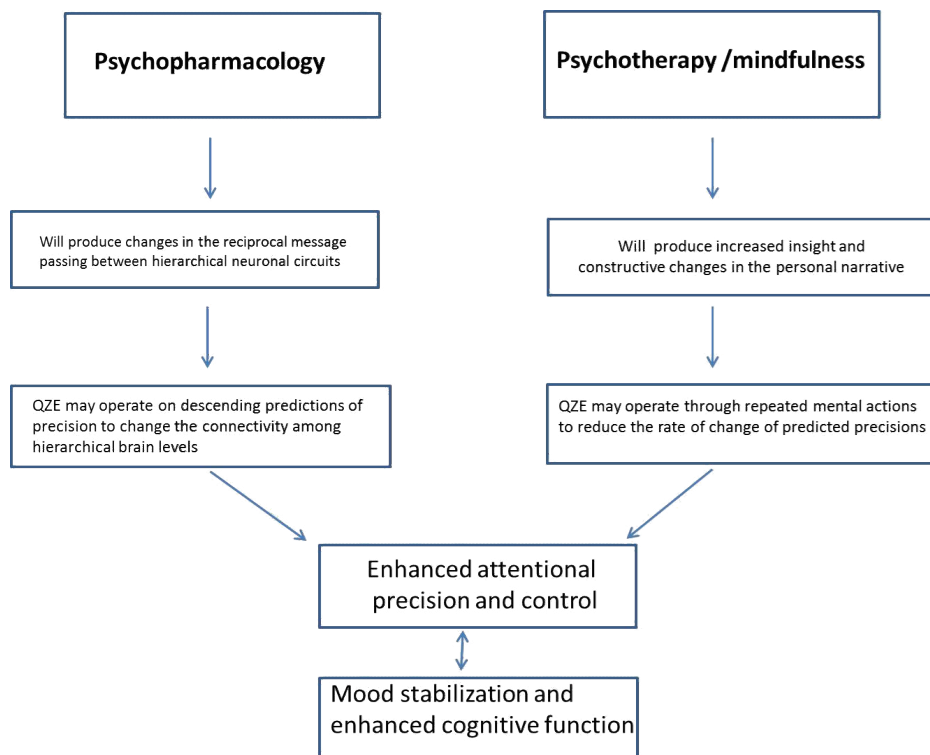 Psychopharmacology
Psychotherapy /mindfulness
Will produce changes in the reciprocal message
passing between hierarchical neuronal circuits
Will produce increased insight and
constructive changes in the personal narrative
QZE may operate on descending predictions of
precision to change the connectivity among
hierarchical brain levels
QZE may operate through repeated mental actions
to reduce the rate of change of predicted precisions
Enhanced attentional
precision and control
Mood stabilization and
enhanced cognitive function